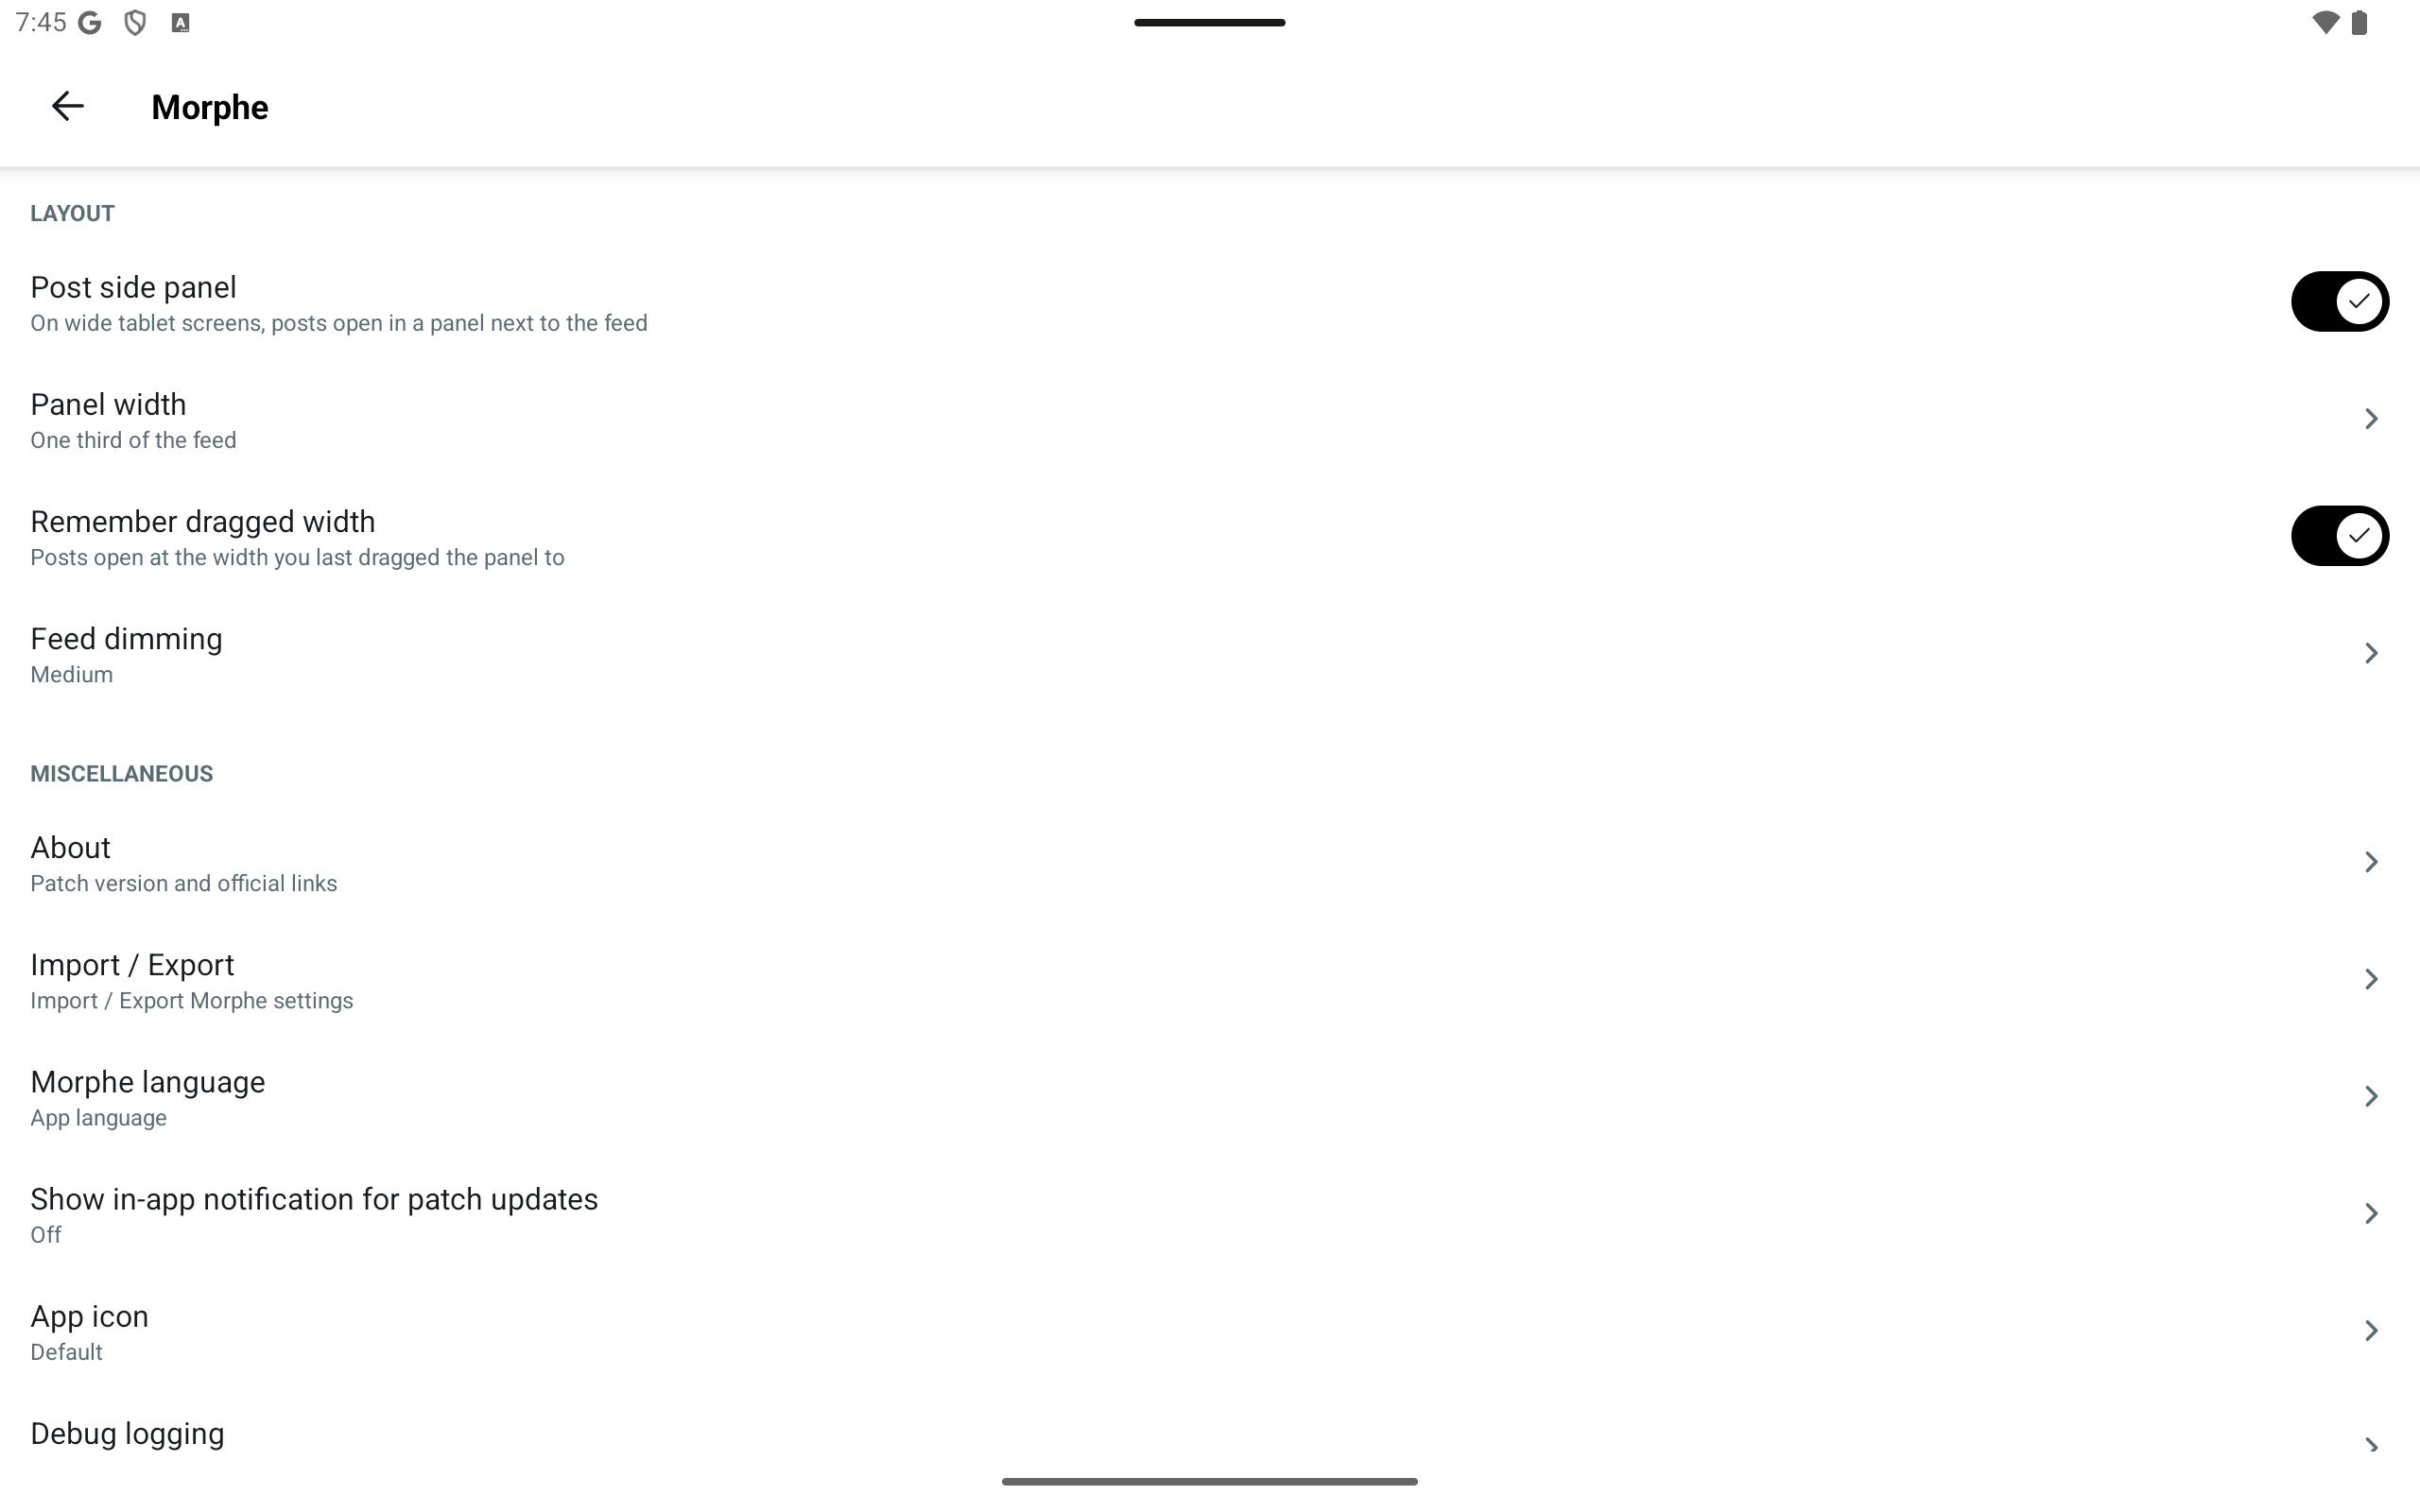 7:45
Morphe
LAYOUT
Post side panel
On wide tablet screens, posts open in a panel next to the feed
Panel width
One third of the feed
Remember dragged width
Posts open at the width you last dragged the panel to
Feed dimming
Medium
MISCELLANEOUS
About
Patch version and official links
Import / Export
Import / Export Morphe settings
Morphe language
App language
Show in-app notification for patch updates
Off
App icon
Default
Debug logging